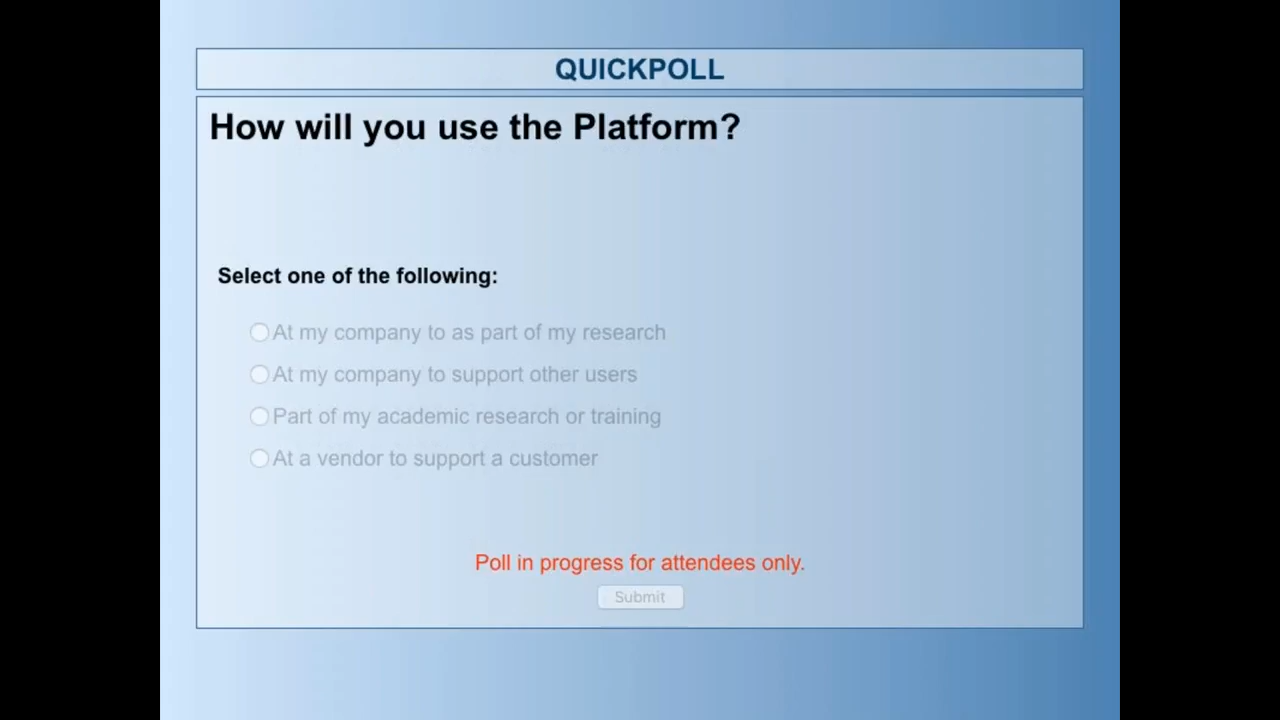 QUICKPOLL
How will you use the Platform?
Select one of the following:
At my company to as part of my research
At my company to support other users
Part of my academic research or training
At a vendor to support a customer
Poll in progress for attendees only.
Submit